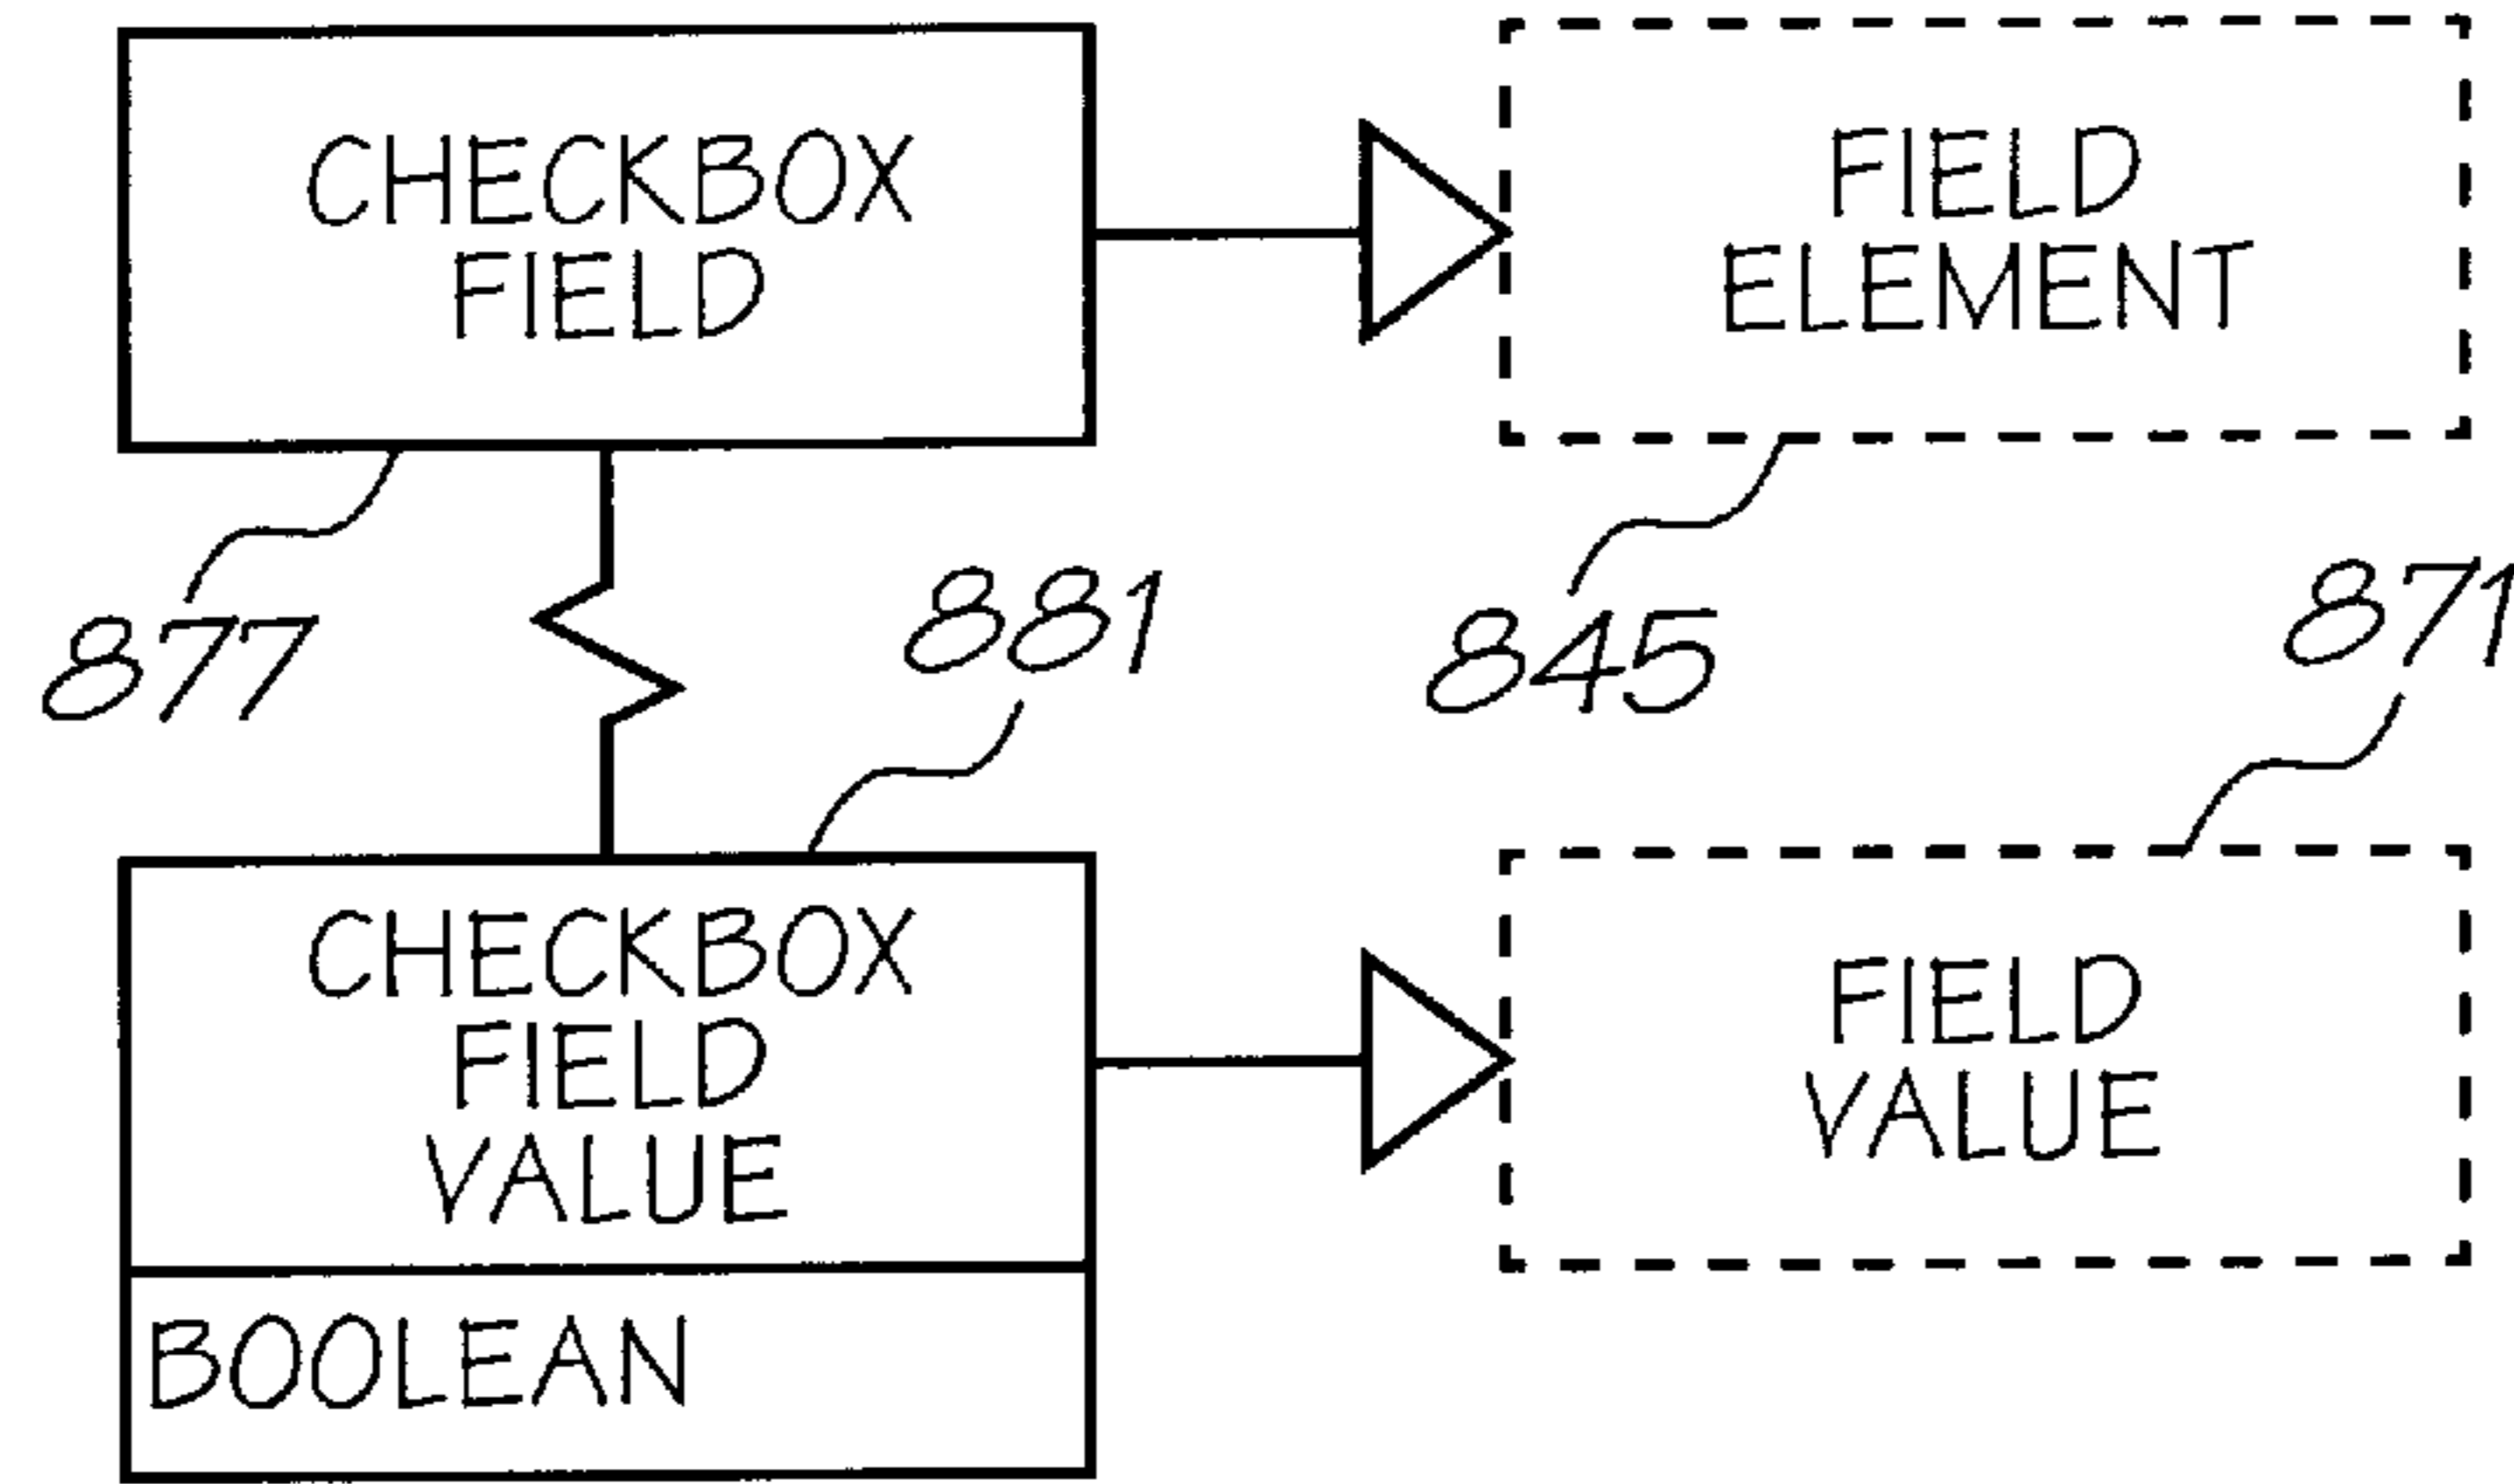 CHECKBOX
FIELD
FIELD
ELEMENT
877
881
845
871
CHECKBOX
FIELD
VALUE
BOOLEAN
FIELD
VALUE